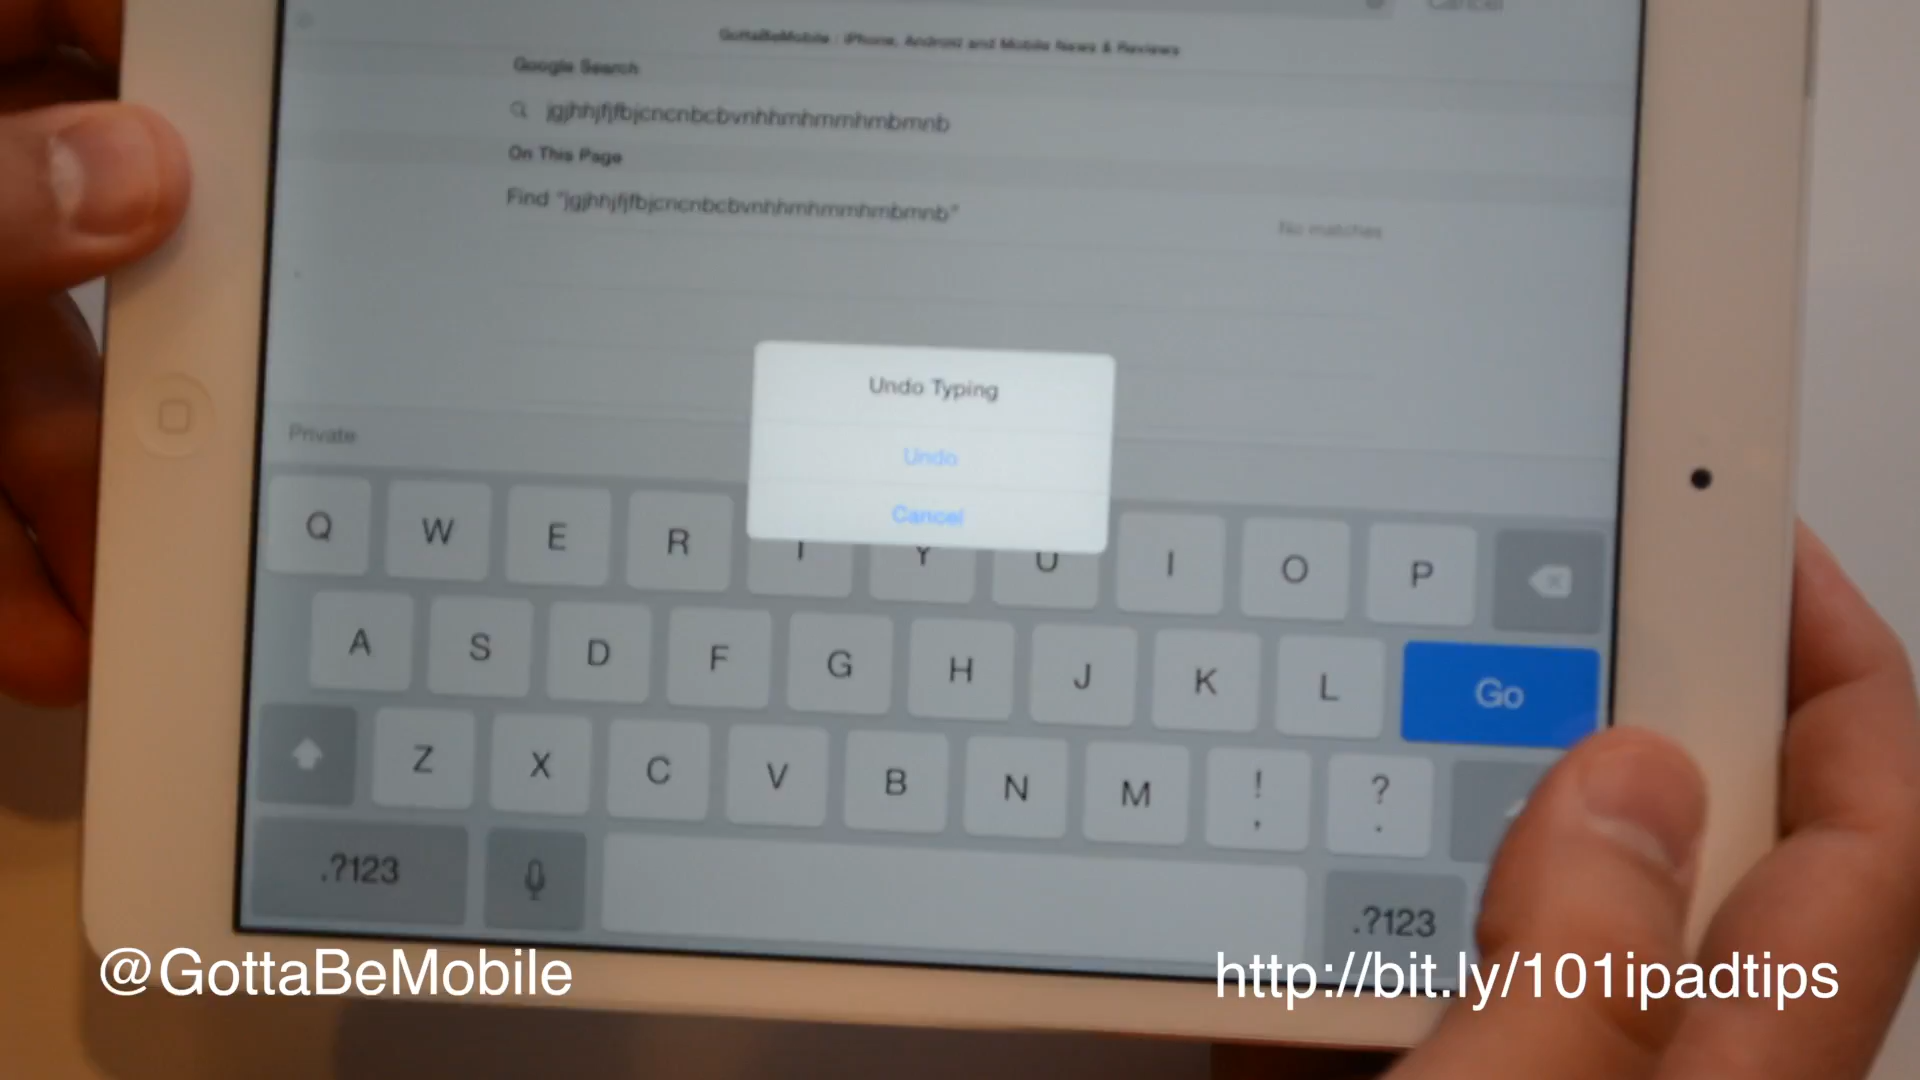 Cancel
GottaBeMobile : iPhone, Android and Mobile News & Reviews
Google Search
jgjhhjfjfbjcncnbcbvnhhmhmmhmbmnb
On This Page
Find "jgjhhjfjfbjcncnbcbvnhhmhmmhmbmnb"
No matches
Undo Typing
Undo
Cancel
Private
Q W E R T Y U I O P
A S D F G H J K L Go
Z X C V B N M ! , ? .
.?123 .?123
@GottaBeMobile http://bit.ly/101ipadtips